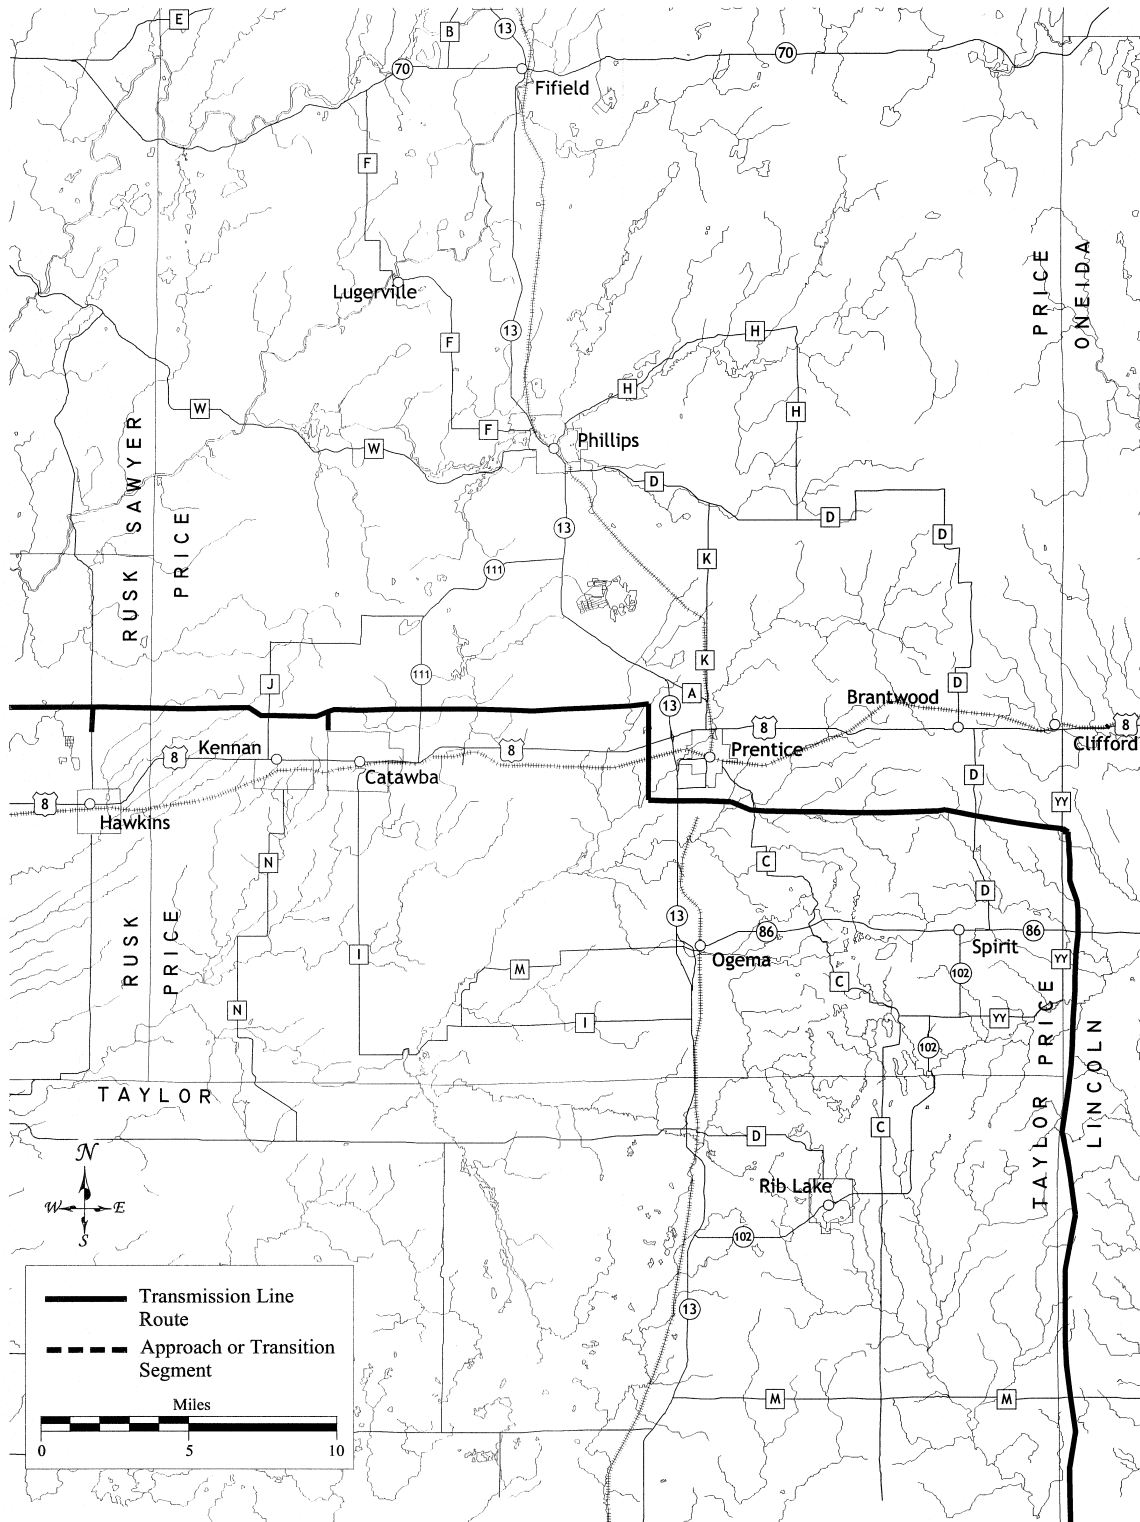 E
B
13
70
70
Fifield
F
PRICE
ONEIDA
Lugerville
13
H
F
H
W
H
F
Phillips
W
SAWYER
D
PRICE
D
13
D
K
111
RUSK
K
111
J
D
A
13
Brantwood
8
8
8
8
Kennan
Prentice
Clifford
Catawba
D
8
YY
Hawkins
C
N
D
13
86
86
RUSK
PRICE
Spirit
I
Ogema
YY
M
102
C
N
YY
I
PRICE
102
LINCOLN
TAYLOR
TAYLOR
C
D
N
W E
S
Rib Lake
102
13
Transmission Line
Route
Approach or Transition
Segment
Miles
0 5 10
M
M